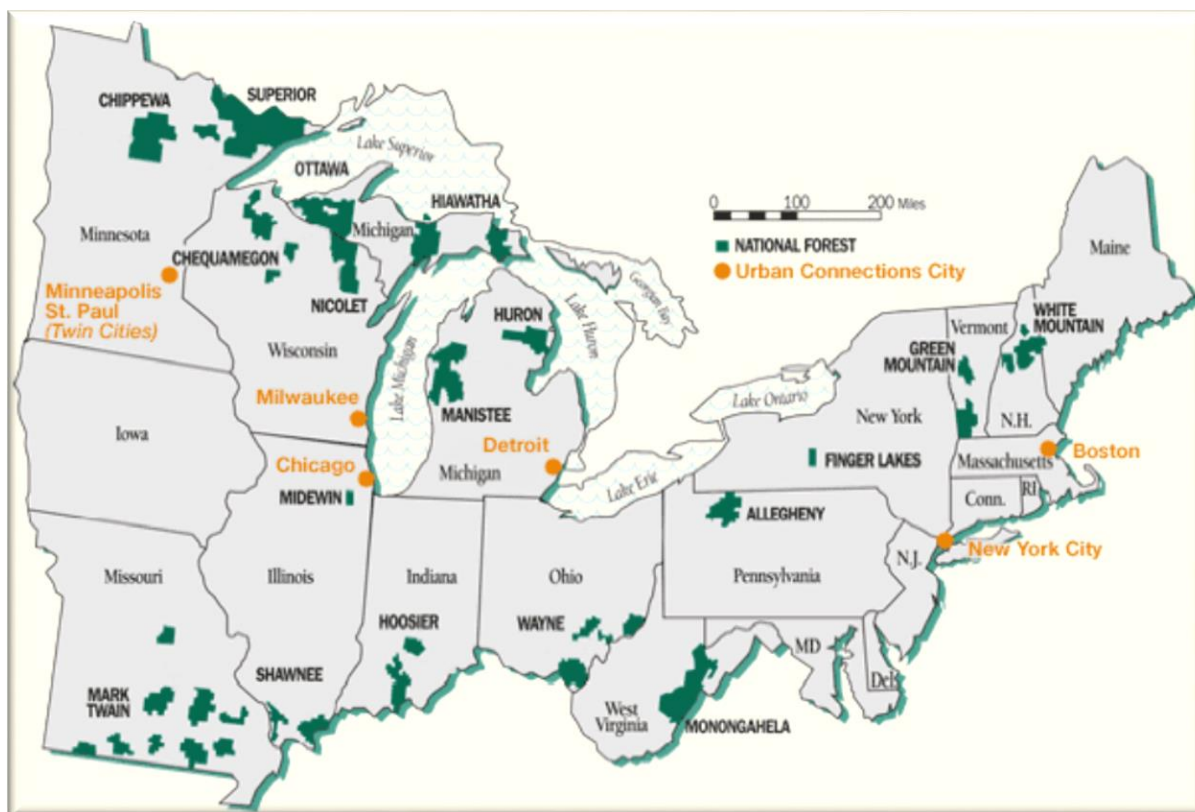 CHIPPEWA
SUPERIOR
Lake Superior
OTTAWA
HIAWATHA
Minnesota
Michigan
CHEQUAMEGON
NICOLET
Minneapolis
St. Paul
(Twin Cities)
Wisconsin
Lake Michigan
HURON
Lake Huron
Georgian Bay
0 100 200 Miles
NATIONAL FOREST
Urban Connections City
Maine
WHITE
MOUNTAIN
Vermont
GREEN
MOUNTAIN
Milwaukee
MANISTEE
Lake Ontario
New York
N.H.
Iowa
Chicago
Michigan
Detroit
Lake Erie
FINGER LAKES
Massachusetts
Boston
MIDEWIN
Conn.
RI
ALLEGHENY
New York City
Missouri
Illinois
Indiana
Ohio
Pennsylvania
N.J.
HOOSIER
WAYNE
MD
Del
SHAWNEE
MARK
TWAIN
West
Virginia
MONONGAHELA